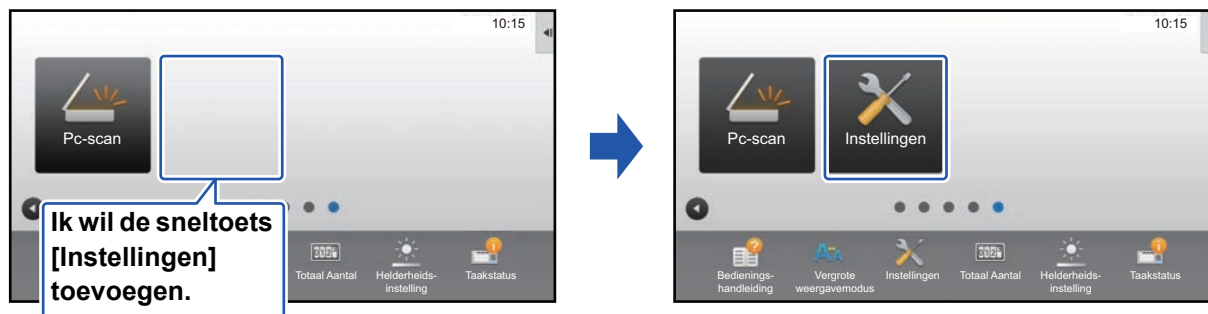 10:15
Pc-scan
Ik wil de sneltoets
[Instellingen]
toevoegen.
Totaal Aantal
Helderheids-
instelling
Taakstatus
10:15
Pc-scan
Instellingen
Bedienings-
handleiding
Vergrote
weergavemodus
Instellingen
Totaal Aantal
Helderheids-
instelling
Taakstatus